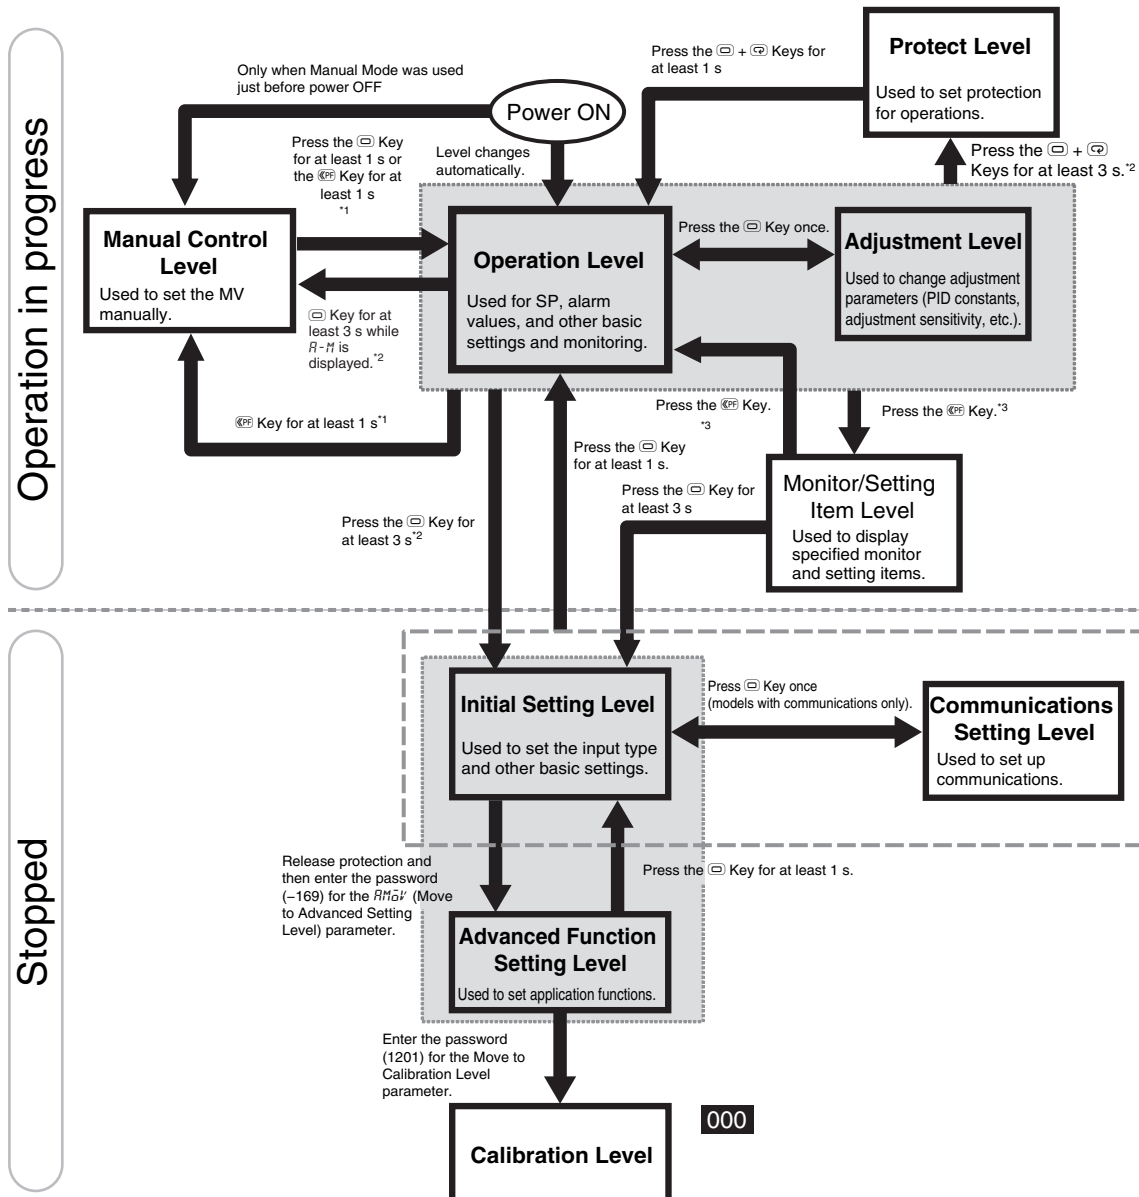 Operation in progress
Only when Manual Mode was used
just before power OFF
Power ON
Press the + Keys for
at least 1 s
Protect Level
Used to set protection
for operations.
Press the Key
for at least 1 s or
the PF Key for at
least 1 s
*1
Level changes
automatically.
Press the +
Keys for at least 3 s.*2
Manual Control
Level
Used to set the MV
manually.
Operation Level
Used for SP, alarm
values, and other basic
settings and monitoring.
Press the Key once.
Adjustment Level
Used to change adjustment
parameters (PID constants,
adjustment sensitivity, etc.).
Key for at
least 3 s while
A-M is
displayed.*2
PF Key for at least 1 s*1
Press the PF Key.
*3
Press the PF Key.*3
Press the Key
for at least 1 s.
Press the Key for
at least 3 s
Monitor/Setting
Item Level
Used to display
specified monitor
and setting items.
Press the Key for
at least 3 s*2
Stopped
Initial Setting Level
Used to set the input type
and other basic settings.
Press Key once
(models with communications only).
Communications
Setting Level
Used to set up
communications.
Release protection and
then enter the password
(−169) for the AMoV (Move
to Advanced Setting
Level) parameter.
Press the Key for at least 1 s.
Advanced Function
Setting Level
Used to set application functions.
Enter the password
(1201) for the Move to
Calibration Level
parameter.
000
Calibration Level